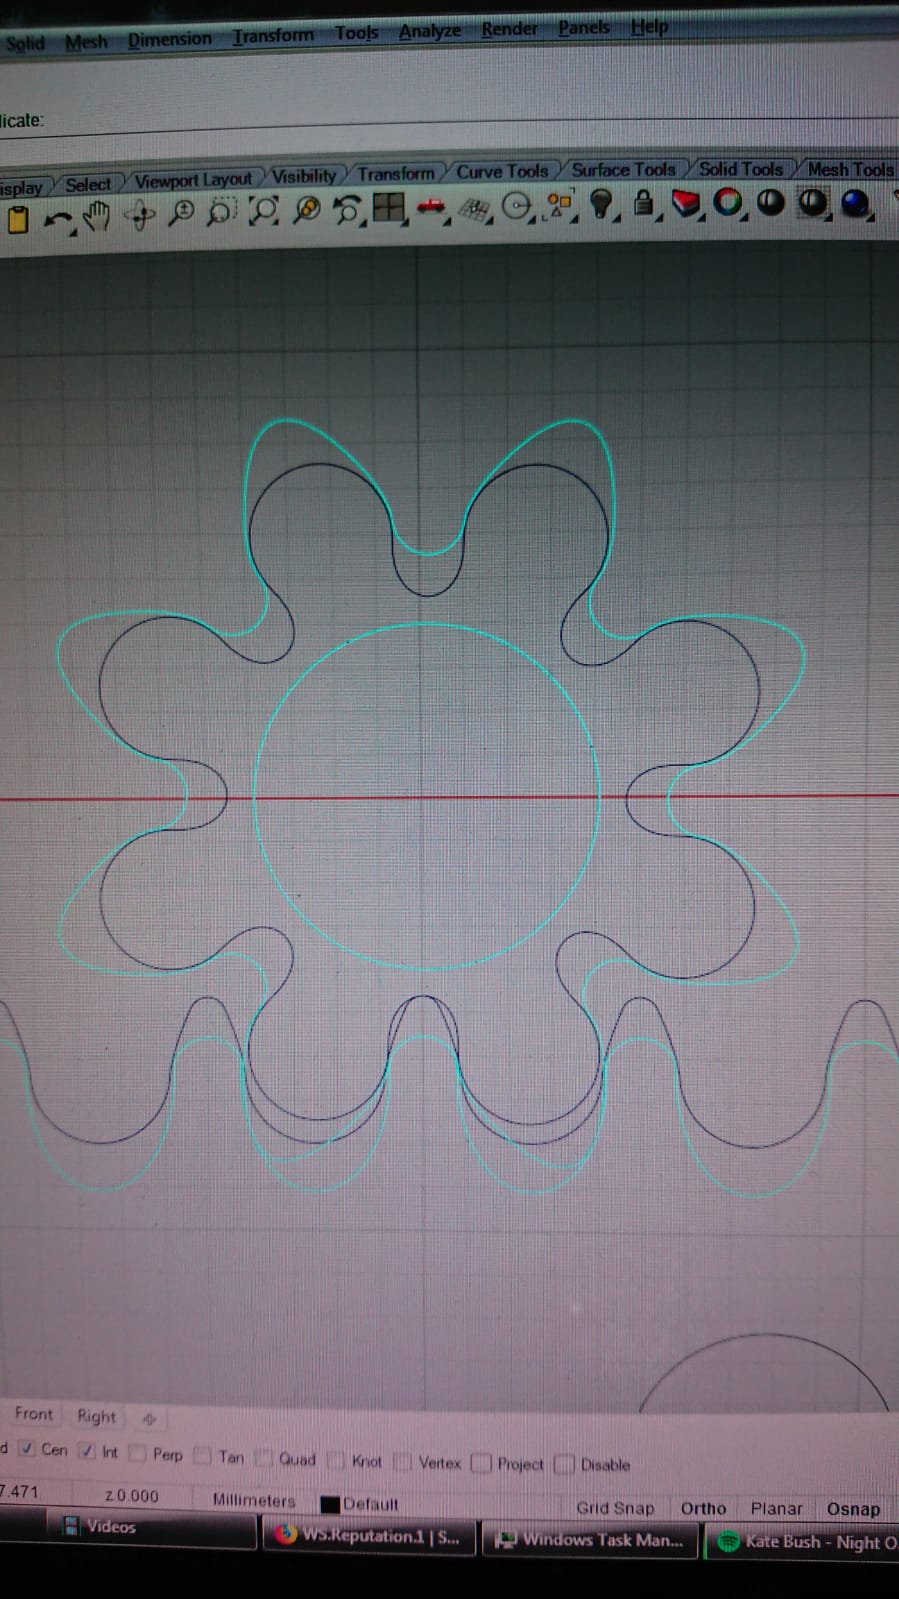 Solid Mesh Dimension Transform Tools Analyze Render Panels Help
licate:
isplay Select Viewport Layout Visibility Transform Curve Tools Surface Tools Solid Tools Mesh Tools
Front Right
d Cen Int Perp Tan Quad Knot Vertex Project Disable
7.471 z 0.000 Millimeters Default Grid Snap Ortho Planar Osnap
Videos WS.Reputation.1 | S... Windows Task Man... Kate Bush - Night O